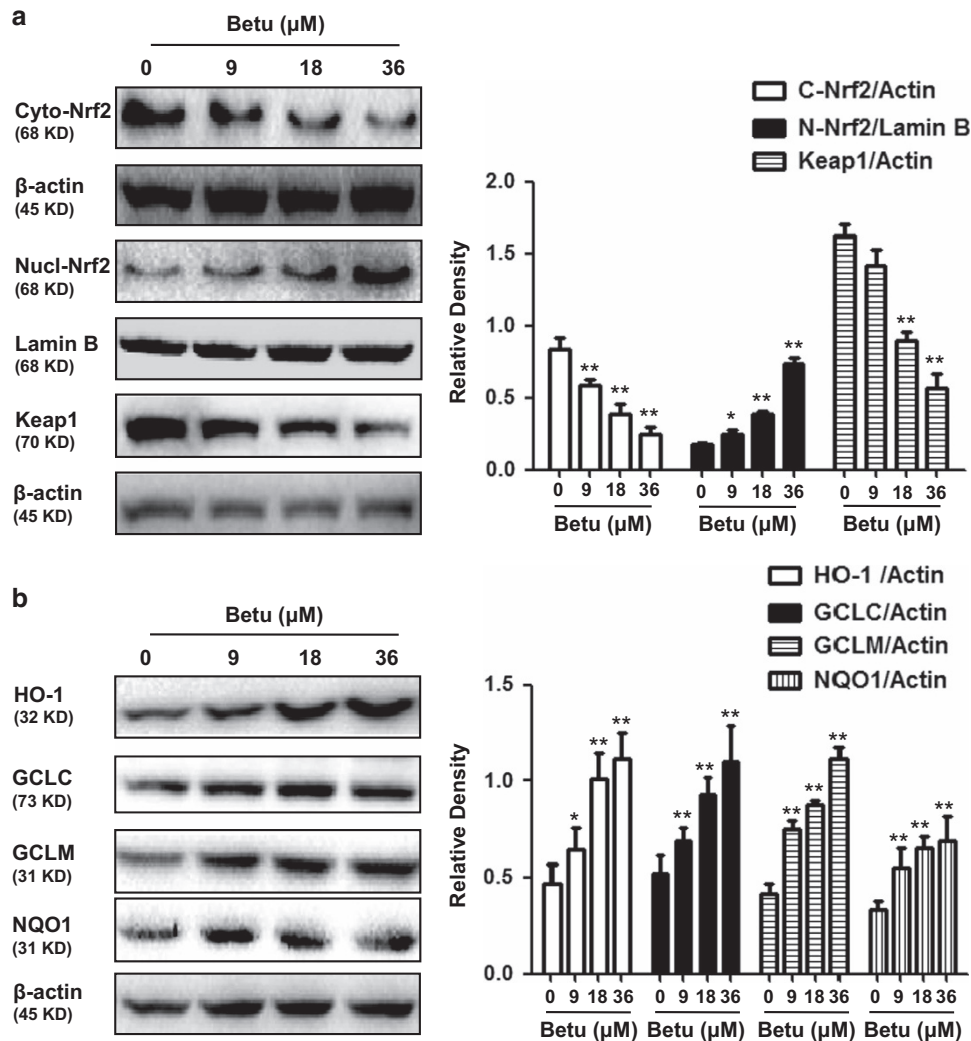 a
Betu (µM)
0 9 18 36
Cyto-Nrf2
(68 KD)
β-actin
(45 KD)
Nucl-Nrf2
(68 KD)
Lamin B
(68 KD)
Keap1
(70 KD)
β-actin
(45 KD)
C-Nrf2/Actin
N-Nrf2/Lamin B
Keap1/Actin
Relative Density
2.0
1.5
1.0
0.5
0.0
** ** **
* ** **
** **
0 9 18 36 0 9 18 36 0 9 18 36
Betu (µM) Betu (µM) Betu (µM)
b
Betu (µM)
0 9 18 36
HO-1
(32 KD)
GCLC
(73 KD)
GCLM
(31 KD)
NQO1
(31 KD)
β-actin
(45 KD)
HO-1 /Actin
GCLC/Actin
GCLM/Actin
NQO1/Actin
Relative Density
1.5
1.0
0.5
0.0
* ** **
** ** **
** ** **
** ** **
0 9 18 36 0 9 18 36 0 9 18 36 0 9 18 36
Betu (µM) Betu (µM) Betu (µM) Betu (µM)